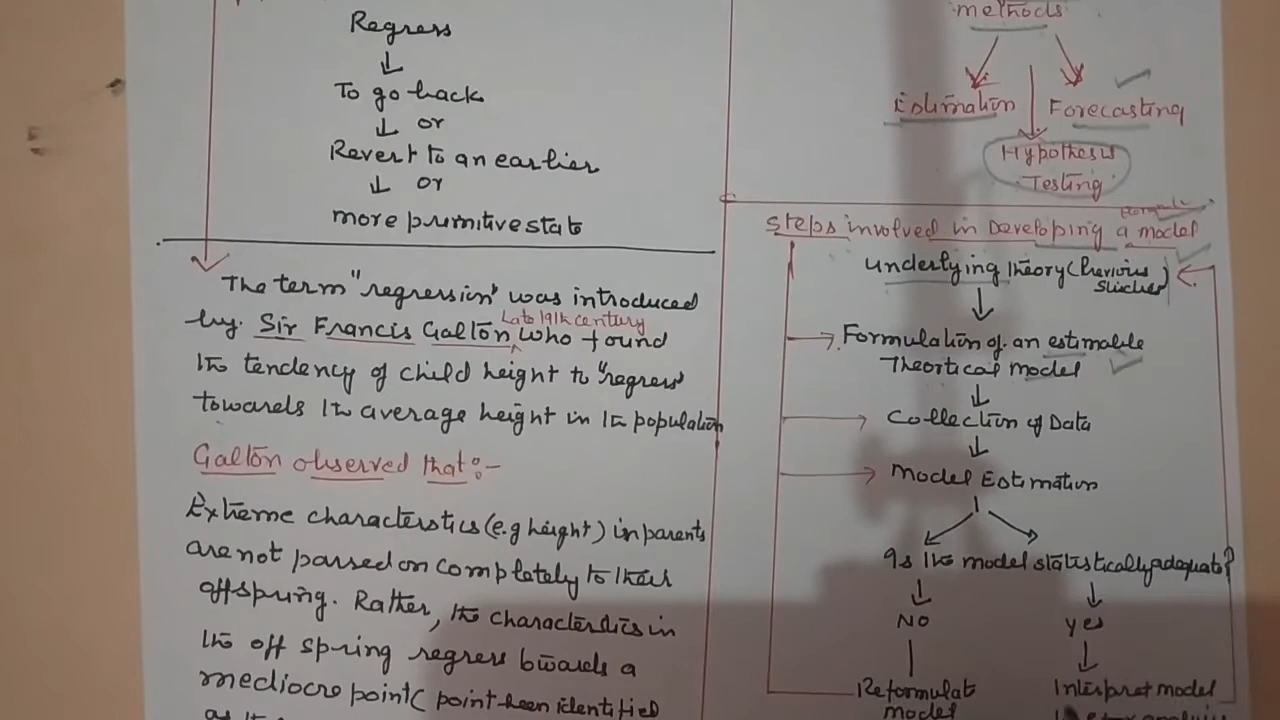 Regress
To go back
or
Revert to an earlier
or
more primitive state
The term "regression" was introduced
by Sir Francis Galton, who found
Late 19th century
the tendency of child height to "regress"
towards the average height in the population
Galton observed that :-
Extreme characterstics (e.g height) in parents
are not passed on completely to their
offspring. Rather, the characterstics in
the off spring regress towards a
mediocre point ( point been identified
methods
Estimation
Forecasting
Hypothesis
Testing
Steps involved in Developing a model
Underlying theory (Previous
Studies)
Formulation of an estimable
Theortical model
Collection of Data
Model Estimation
Is the model statistically adequate?
NO
Yes
Reformulate
model
Interpret model